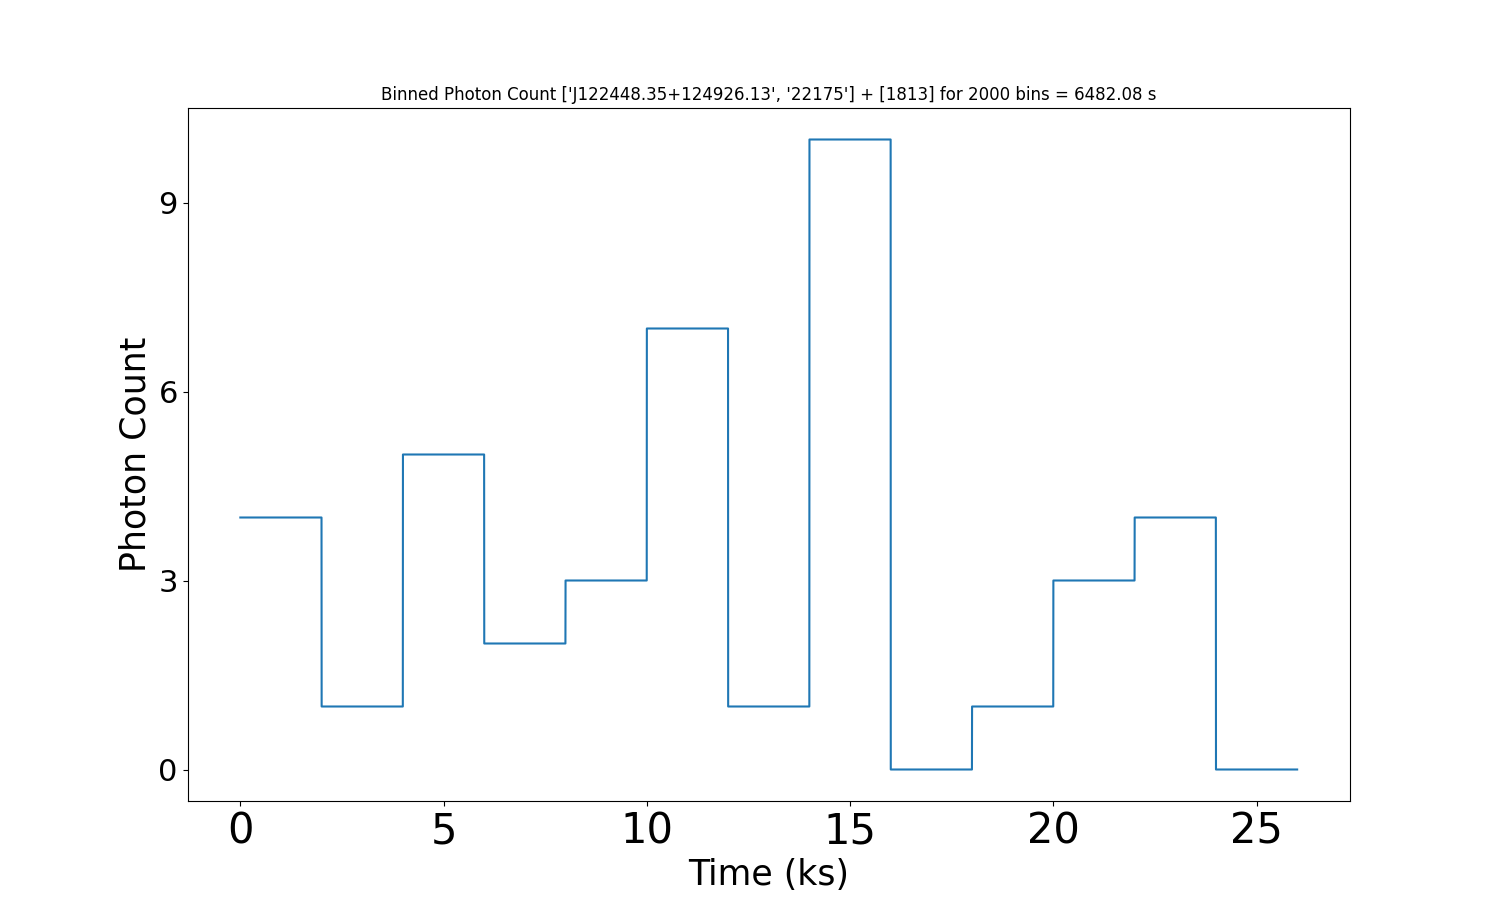 Binned Photon Count ['J122448.35+124926.13', '22175'] + [1813] for 2000 bins = 6482.08 s
9
6
3
0
Photon Count
0 5 10 15 20 25
Time (ks)